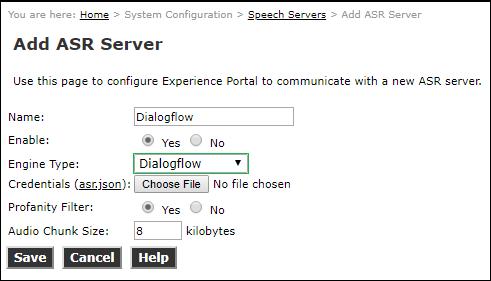 You are here: Home > System Configuration > Speech Servers > Add ASR Server
Add ASR Server
Use this page to configure Experience Portal to communicate with a new ASR server.
Name: Dialogflow
Enable: Yes No
Engine Type: Dialogflow
Credentials (asr.json): Choose File No file chosen
Profanity Filter: Yes No
Audio Chunk Size: 8 kilobytes
Save Cancel Help